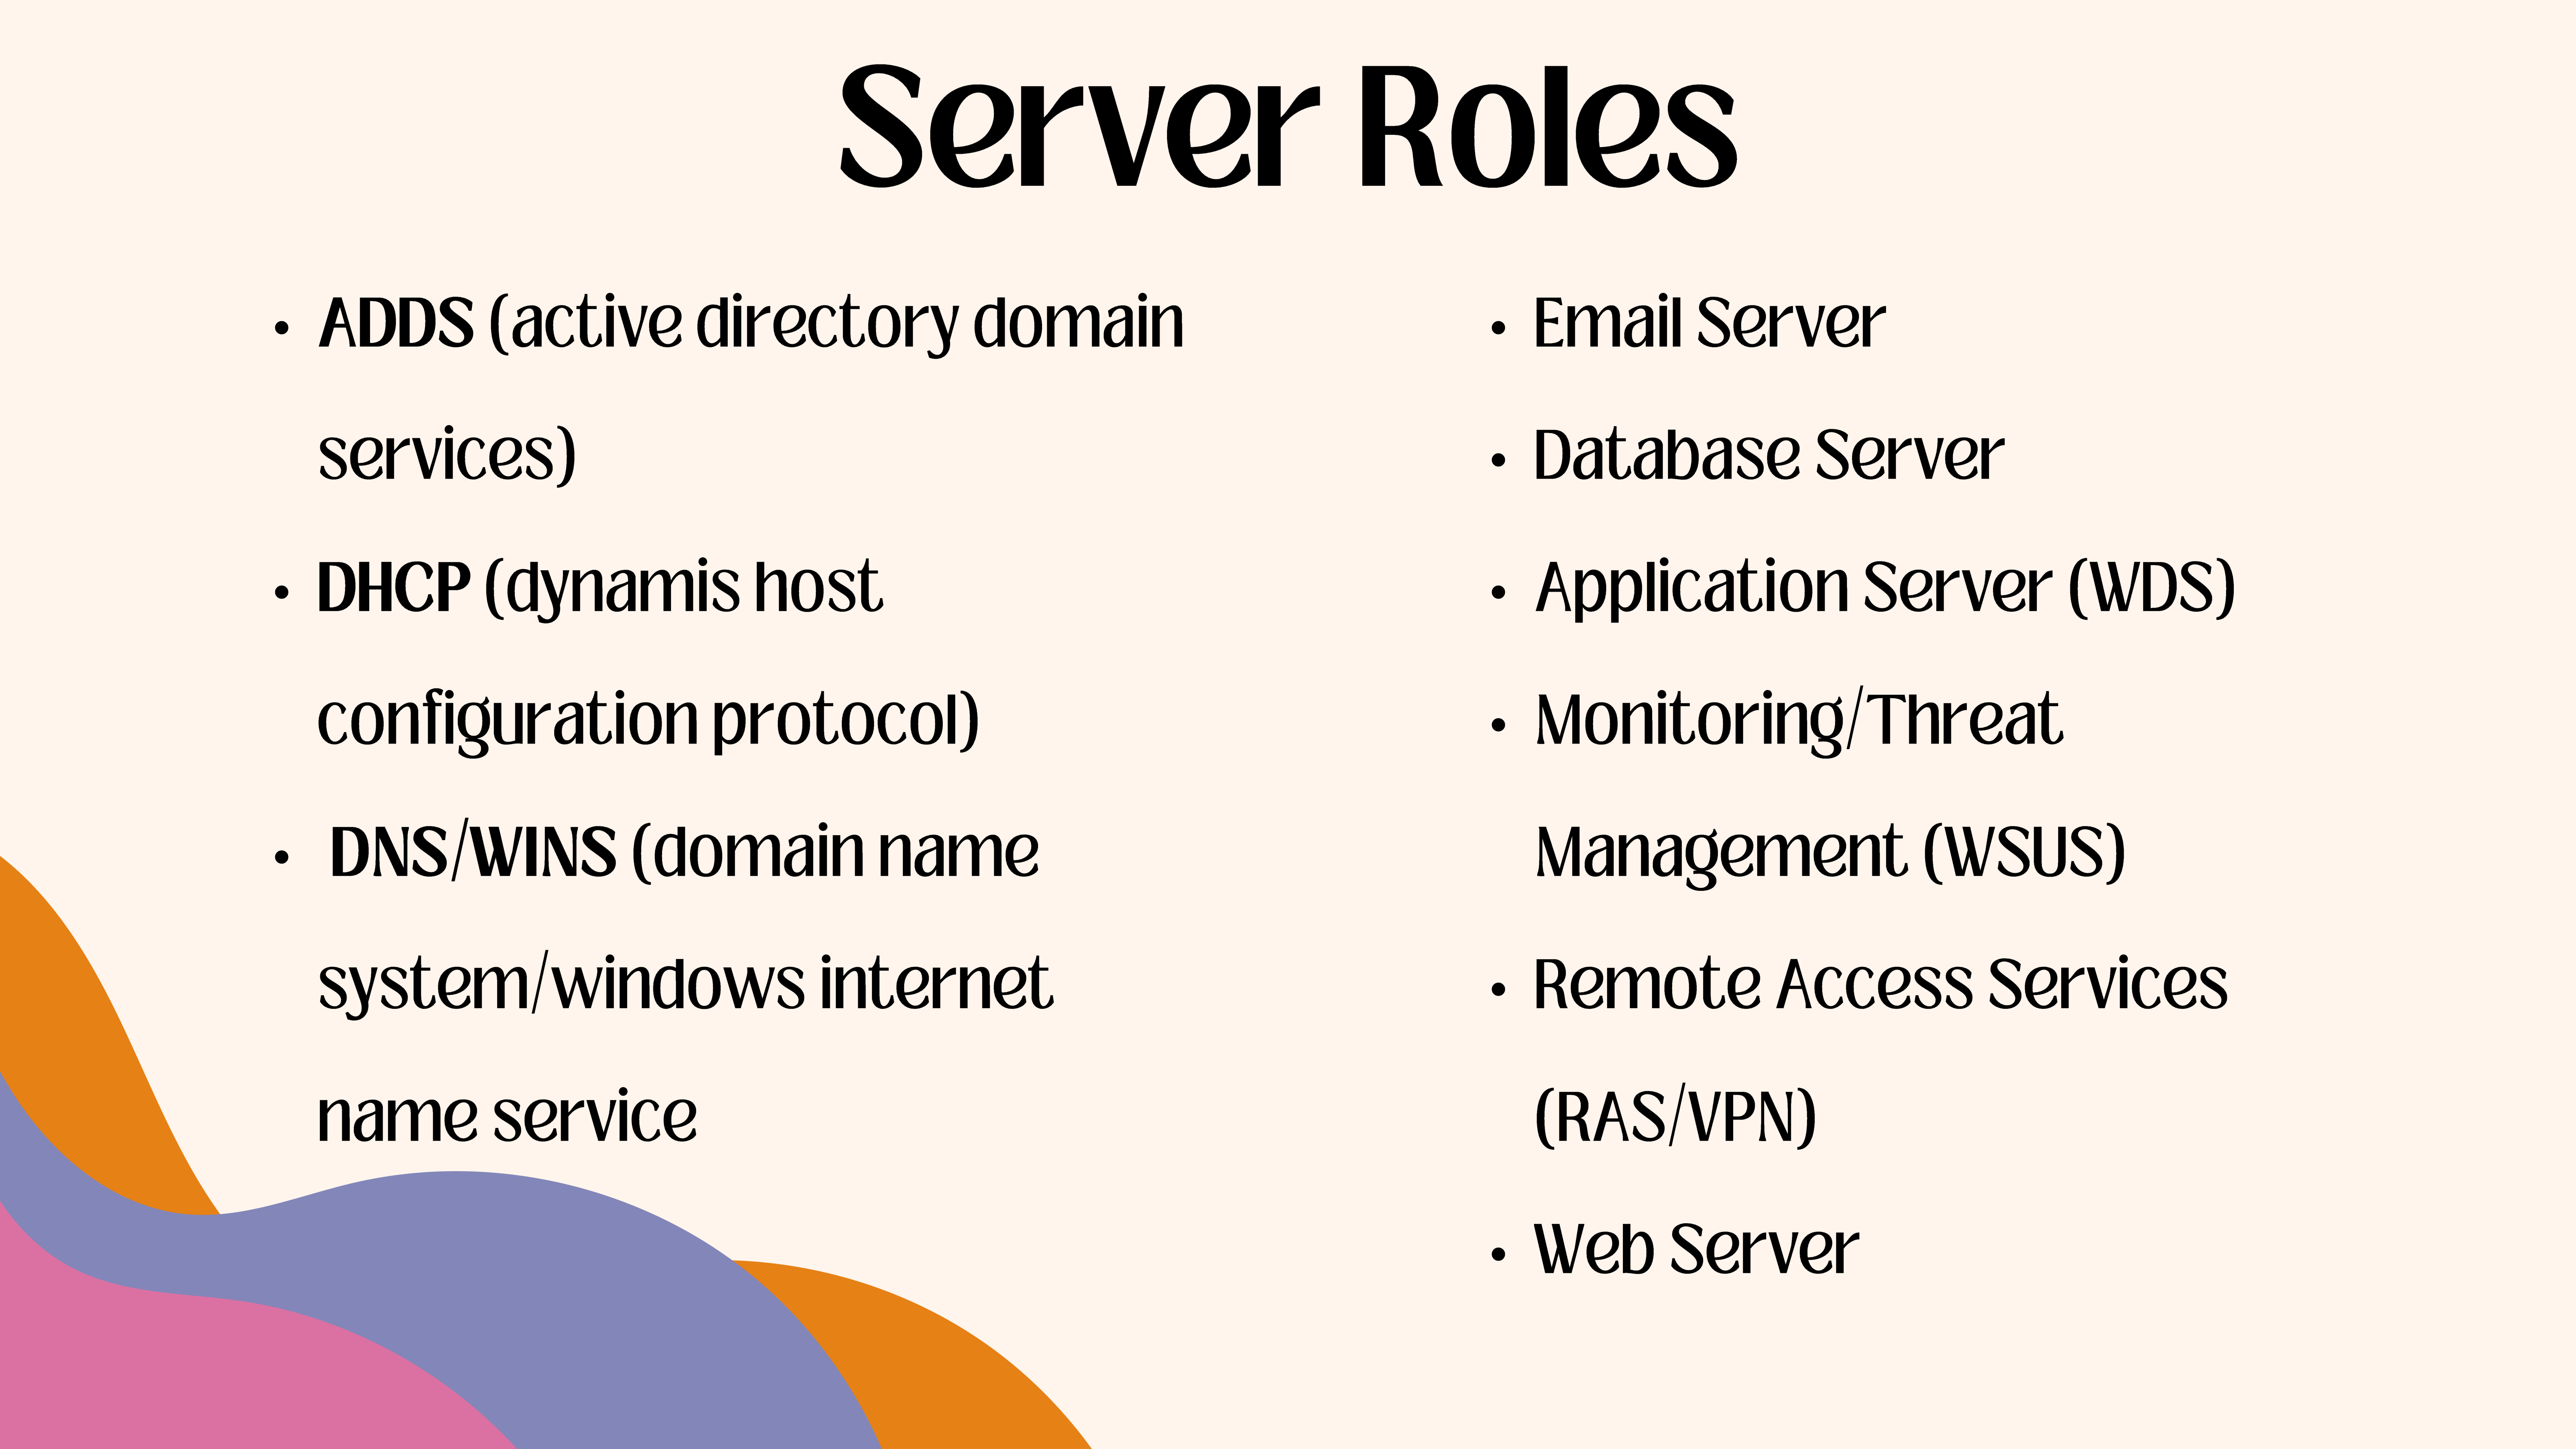 Server Roles
• ADDS (active directory domain
services)
• DHCP (dynamis host
configuration protocol)
• DNS/WINS (domain name
system/windows internet
name service
• Email Server
• Database Server
• Application Server (WDS)
• Monitoring/Threat
Management (WSUS)
• Remote Access Services
(RAS/VPN)
• Web Server